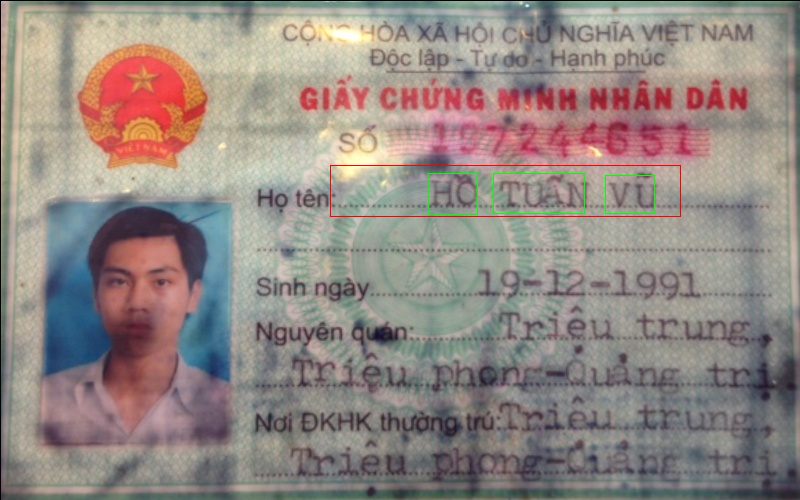 CỘNG HÒA XÃ HỘI CHỦ NGHĨA VIỆT NAM
Độc lập - Tự do - Hạnh phúc
GIẤY CHỨNG MINH NHÂN DÂN
SỐ 197244651
VIỆT NAM
Họ tên: HỒ TUẤN VŨ
Sinh ngày 19-12-1991
Nguyên quán: Triệu trung,
Triệu phong-Quảng trị.
Nơi ĐKHK thường trú: Triệu trung,
Triệu phong-Quảng trị.